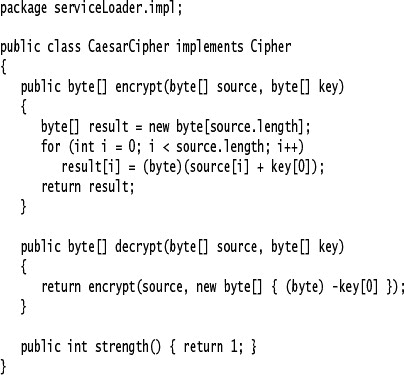 package serviceLoader.impl;

public class CaesarCipher implements Cipher
{
   public byte[] encrypt(byte[] source, byte[] key)
   {
      byte[] result = new byte[source.length];
      for (int i = 0; i < source.length; i++)
         result[i] = (byte)(source[i] + key[0]);
      return result;
   }

   public byte[] decrypt(byte[] source, byte[] key)
   {
      return encrypt(source, new byte[] { (byte) -key[0] });
   }

   public int strength() { return 1; }
}